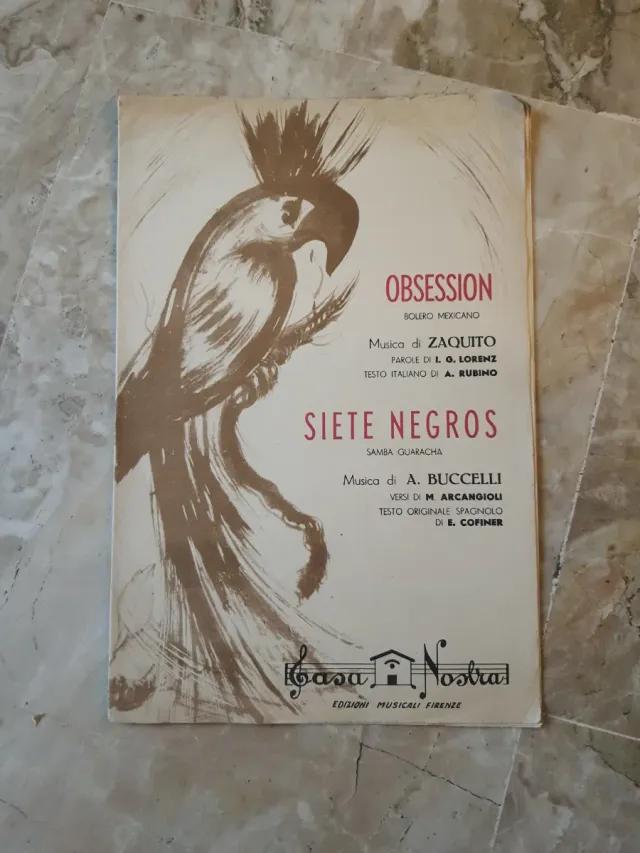 OBSESSION
BOLERO MEXICANO
Musica di ZAQUITO
PAROLE DI I. G. LORENZ
TESTO ITALIANO DI A. RUBINO
SIETE NEGROS
SAMBA GUARACHA
Musica di A. BUCCELLI
VERSI DI M. ARCANGIOLI
TESTO ORIGINALE SPAGNOLO
DI E. COFINER
Casa Nostra
EDIZIONI MUSICALI FIRENZE